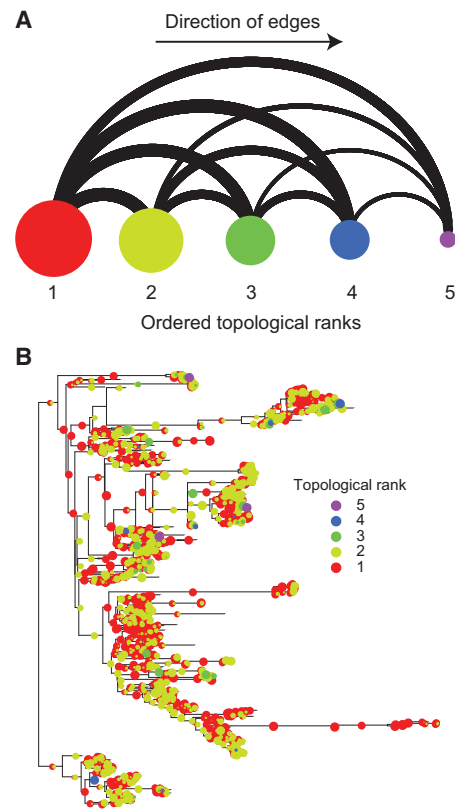 A
Direction of edges
1 2 3 4 5
Ordered topological ranks
B
Topological rank
5
4
3
2
1